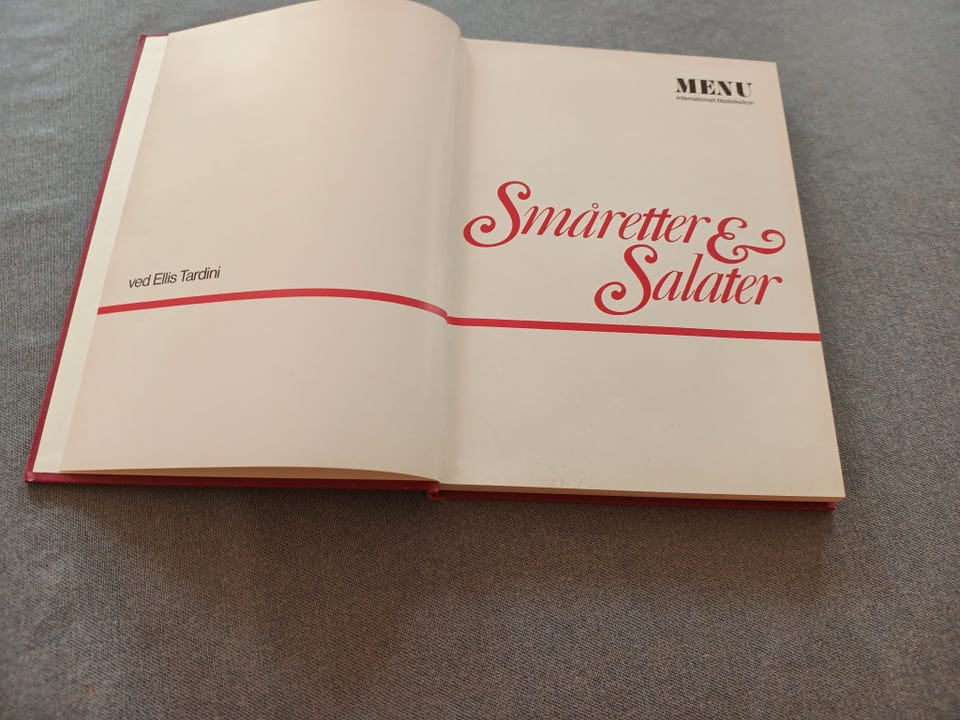 ved Ellis Tardini
MENU
Internationalt Madleksikon
Småretter &
Salater